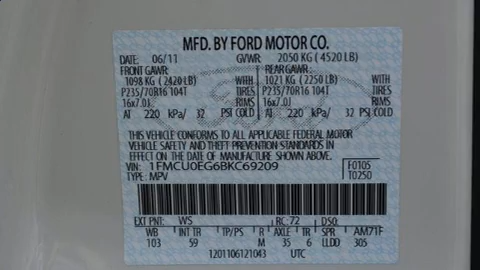 MFD. BY FORD MOTOR CO.
DATE: 06/11 GVWR: 2050 KG (4520 LB)
FRONT GAWR: REAR GAWR:
1098 KG (2420 LB) WITH 1021 KG (2250 LB) WITH
P235/70R16 104T TIRES P235/70R16 104T TIRES
16x7.0J RIMS 16x7.0J RIMS
AT 220 kPa/ 32 PSI COLD AT 220 kPa/ 32 PSI COLD
THIS VEHICLE CONFORMS TO ALL APPLICABLE FEDERAL MOTOR
VEHICLE SAFETY AND THEFT PREVENTION STANDARDS IN
EFFECT ON THE DATE OF MANUFACTURE SHOWN ABOVE.
VIN: 1FMCU0EG6BKC69209 F0105
TYPE: MPV T0250
EXT PNT: WS RC: 72 DSO:
WB INT TR TP/PS R AXLE TR SPR AM71F
103 59 M 35 6 LLDD 305
1201106121043 UTC
Ford